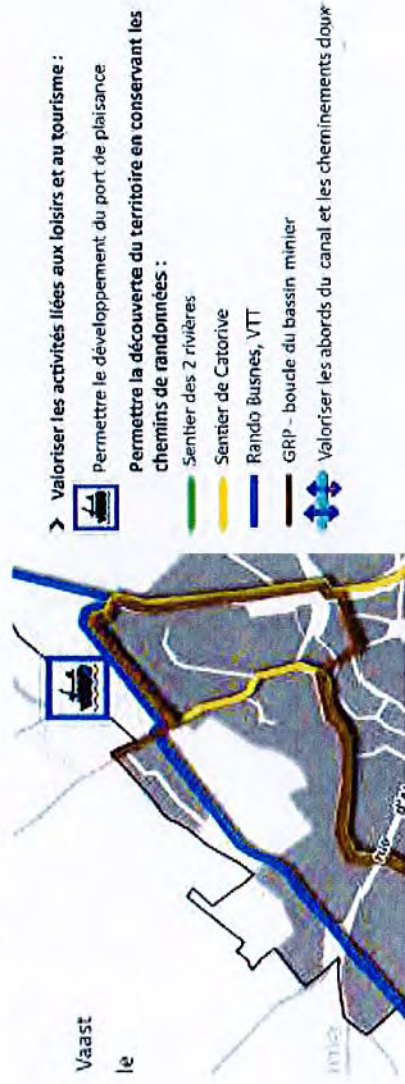 > Valoriser les activités liées aux loisirs et au tourisme :
Permettre le développement du port de plaisance
Permettre la découverte du territoire en conservant les
chemins de randonnées :
Sentier des 2 rivières
Sentier de Catorive
Rando Busnes, VTT
GRP - boucle du bassin minier
Valoriser les abords du canal et les cheminements doux
Vaast
le
rue